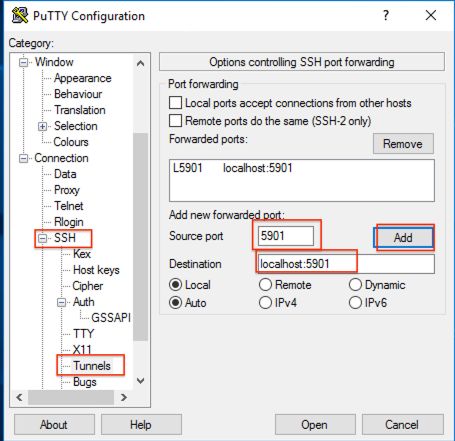 PuTTY Configuration
?
Category:
Window
Appearance
Behaviour
Translation
Selection
Colours
Connection
Data
Proxy
Telnet
Rlogin
SSH
Kex
Host keys
Cipher
Auth
GSSAPI
TTY
X11
Tunnels
Bugs
Options controlling SSH port forwarding
Port forwarding
Local ports accept connections from other hosts
Remote ports do the same (SSH-2 only)
Forwarded ports:
Remove
L5901 localhost:5901
Add new forwarded port:
Source port 5901 Add
Destination localhost:5901
Local Remote Dynamic
Auto IPv4 IPv6
About Help Open Cancel